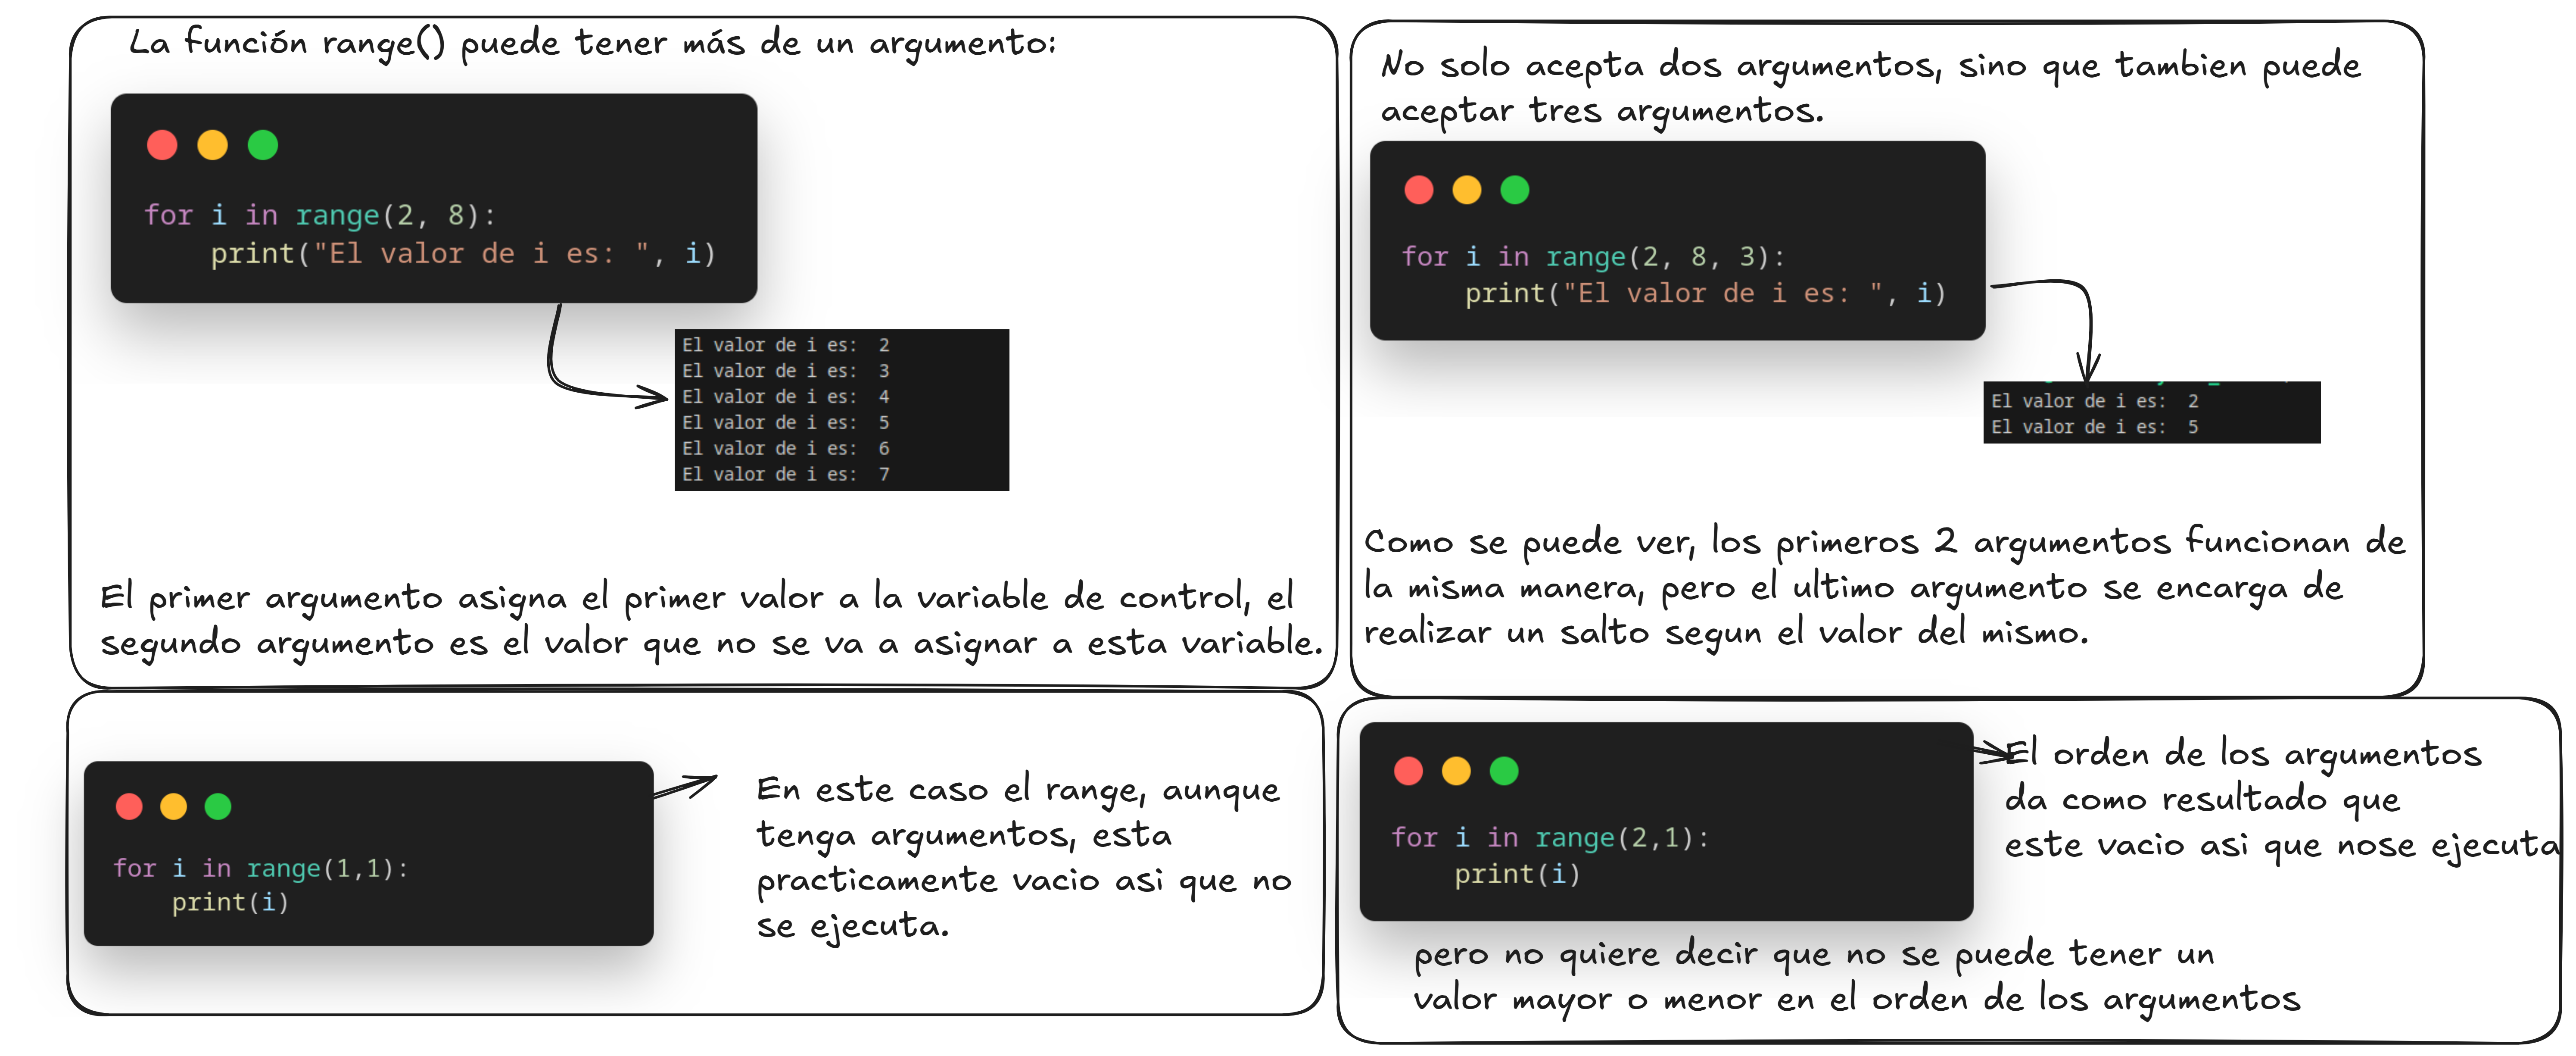 La función range() puede tener más de un argumento:
for i in range(2, 8):
    print("El valor de i es: ", i)
El valor de i es:  2
El valor de i es:  3
El valor de i es:  4
El valor de i es:  5
El valor de i es:  6
El valor de i es:  7
El primer argumento asigna el primer valor a la variable de control, el
segundo argumento es el valor que no se va a asignar a esta variable.
No solo acepta dos argumentos, sino que tambien puede
aceptar tres argumentos.
for i in range(2, 8, 3):
    print("El valor de i es: ", i)
El valor de i es:  2
El valor de i es:  5
Como se puede ver, los primeros 2 argumentos funcionan de
la misma manera, pero el ultimo argumento se encarga de
realizar un salto segun el valor del mismo.
for i in range(1,1):
    print(i)
En este caso el range, aunque
tenga argumentos, esta
practicamente vacio asi que no
se ejecuta.
for i in range(2,1):
    print(i)
El orden de los argumentos
da como resultado que
este vacio asi que nose ejecuta
pero no quiere decir que no se puede tener un
valor mayor o menor en el orden de los argumentos